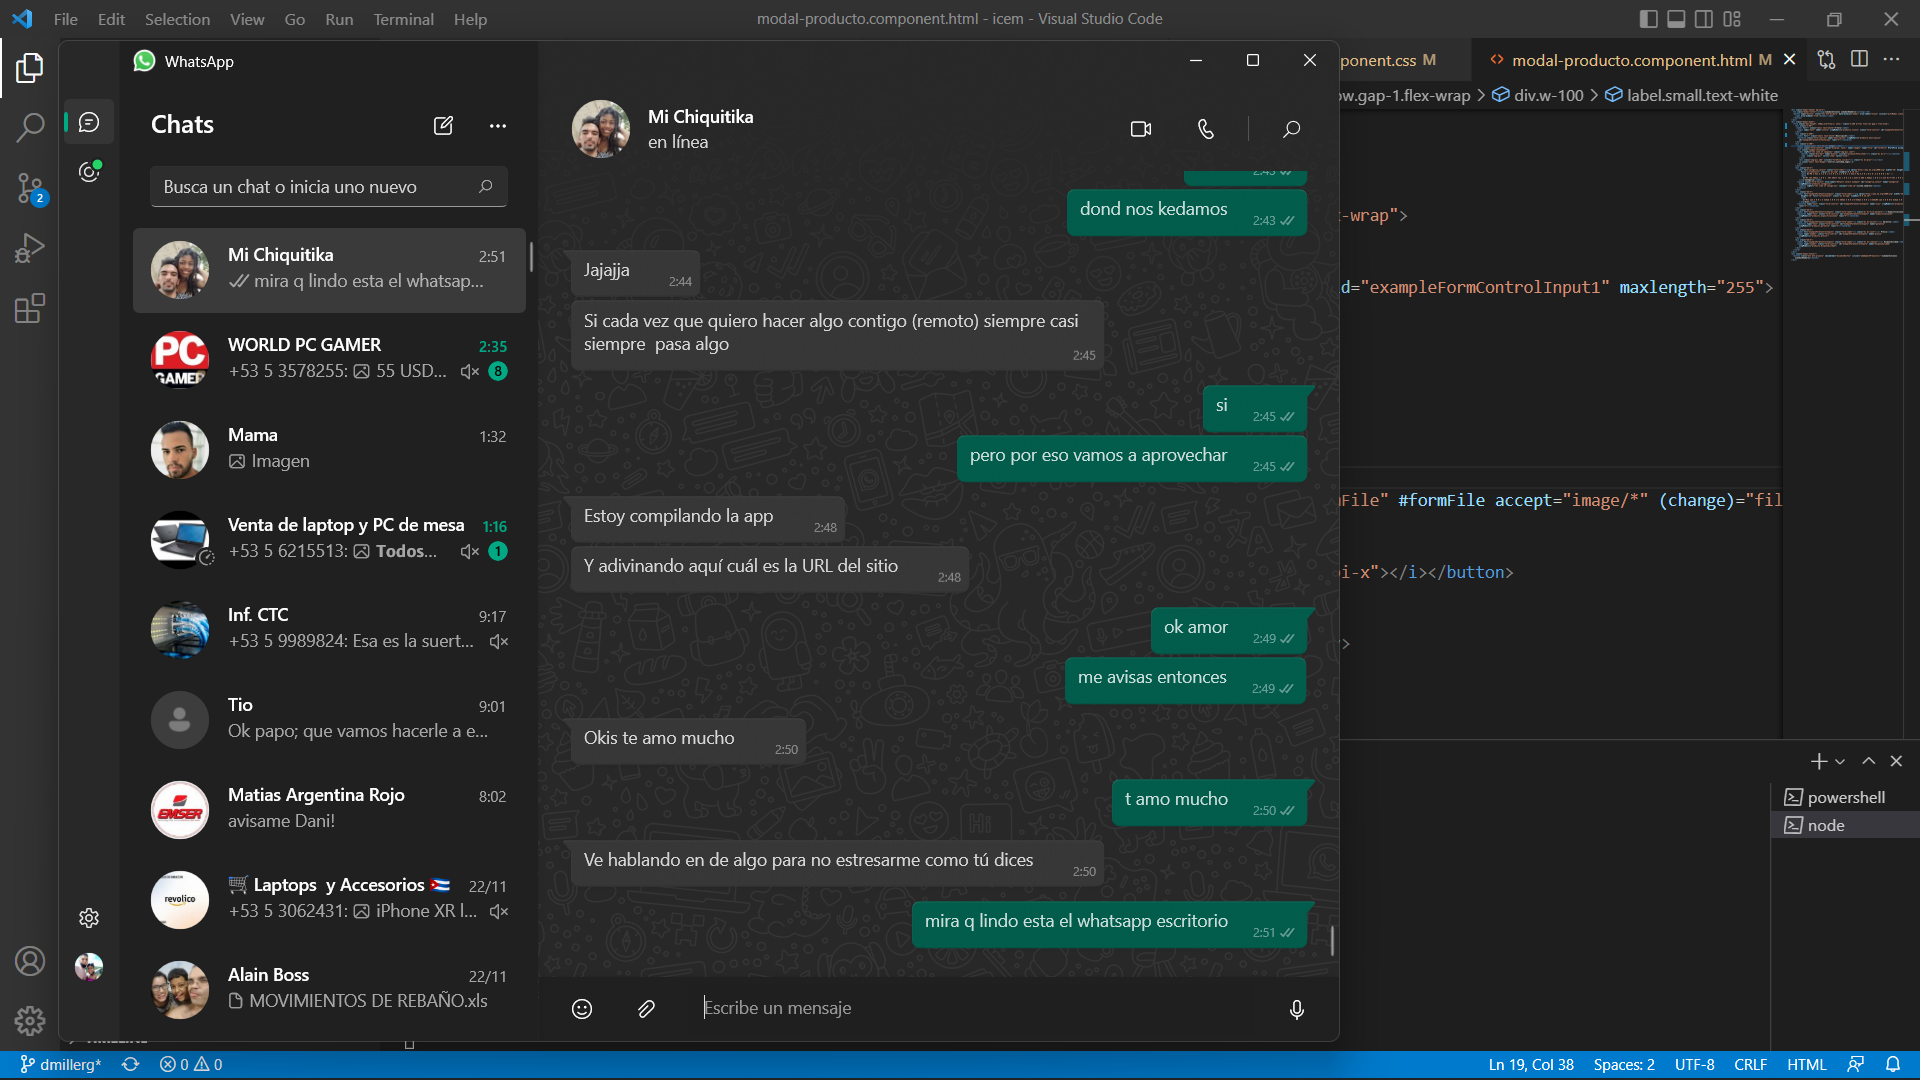 File Edit Selection View Go Run Terminal Help
modal-producto.component.html - icem - Visual Studio Code
WhatsApp
ponent.css M
<> modal-producto.component.html M
ow.gap-1.flex-wrap > div.w-100 > label.small.text-white
Chats
Busca un chat o inicia uno nuevo
Mi Chiquitika 2:51
mira q lindo esta el whatsap...
WORLD PC GAMER 2:35
+53 5 3578255: 55 USD... 8
PC
GAMER
Mama 1:32
Imagen
Venta de laptop y PC de mesa 1:16
+53 5 6215513: Todos... 1
Inf. CTC 9:17
+53 5 9989824: Esa es la suert...
Tio 9:01
Ok papo; que vamos hacerle a e...
Matias Argentina Rojo 8:02
avisame Dani!
EMSER
🛒 Laptops y Accesorios 🇨🇺 22/11
+53 5 3062431: iPhone XR l...
revolico
Alain Boss 22/11
MOVIMIENTOS DE REBAÑO.xls
2
Mi Chiquitika
en línea
2:43
dond nos kedamos 2:43
Jajajja 2:44
Si cada vez que quiero hacer algo contigo (remoto) siempre casi
siempre pasa algo 2:45
si 2:45
pero por eso vamos a aprovechar 2:45
Estoy compilando la app 2:48
Y adivinando aquí cuál es la URL del sitio 2:48
ok amor 2:49
me avisas entonces 2:49
Okis te amo mucho 2:50
t amo mucho 2:50
Ve hablando en de algo para no estresarme como tú dices 2:50
mira q lindo esta el whatsapp escritorio 2:51
Escribe un mensaje
t-wrap">
d="exampleFormControlInput1" maxlength="255">
mFile" #formFile accept="image/*" (change)="fil
bi-x"></i></button>
>
powershell
node
dmillerg* 0 0
Ln 19, Col 38 Spaces: 2 UTF-8 CRLF HTML